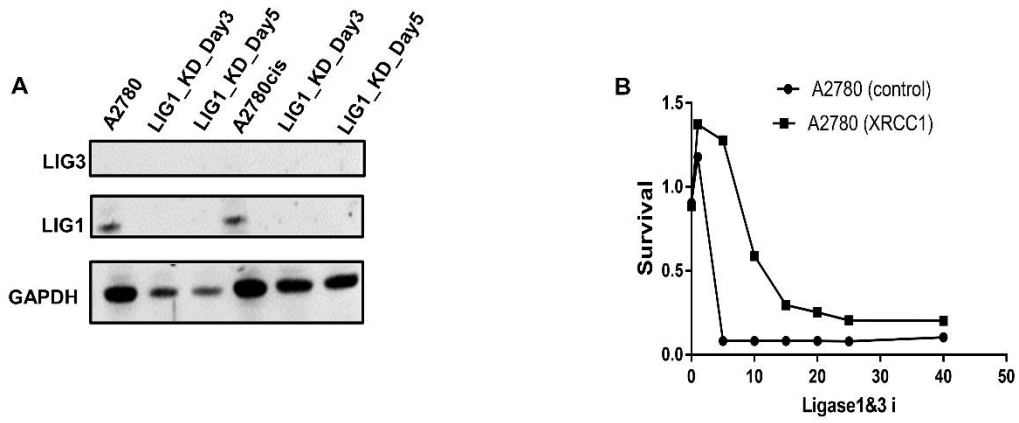 A
A2780
LIG1_KD_Day3
LIG1_KD_Day5
A2780cis
LIG1_KD_Day3
LIG1_KD_Day5
LIG3
LIG1
GAPDH
B
A2780 (control)
A2780 (XRCC1)
Survival
1.5
1.0
0.5
0.0
0 10 20 30 40 50
Ligase1&3 i